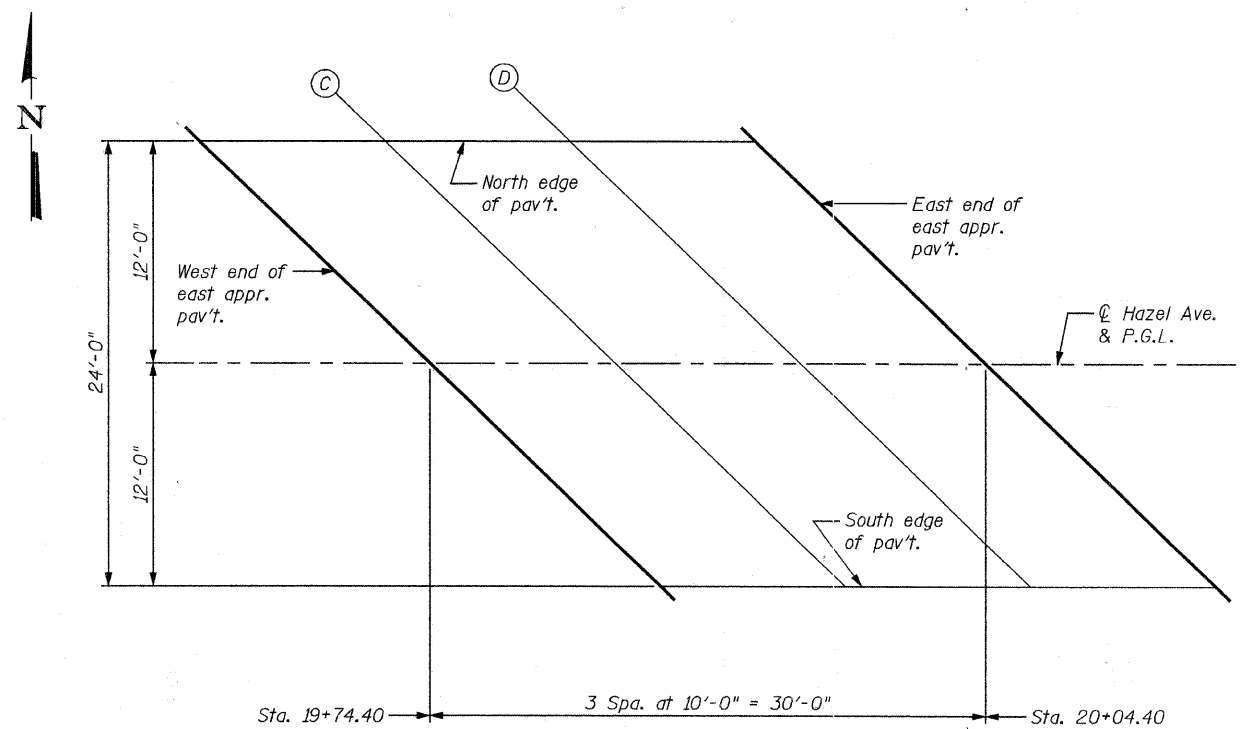 N
C
D
North edge
of pav't.
East end of
east appr.
pav't.
12'-0"
West end of
east appr.
pav't.
℄ Hazel Ave.
& P.G.L.
24'-0"
12'-0"
South edge
of pav't.
3 Spa. at 10'-0" = 30'-0"
Sta. 19+74.40
Sta. 20+04.40